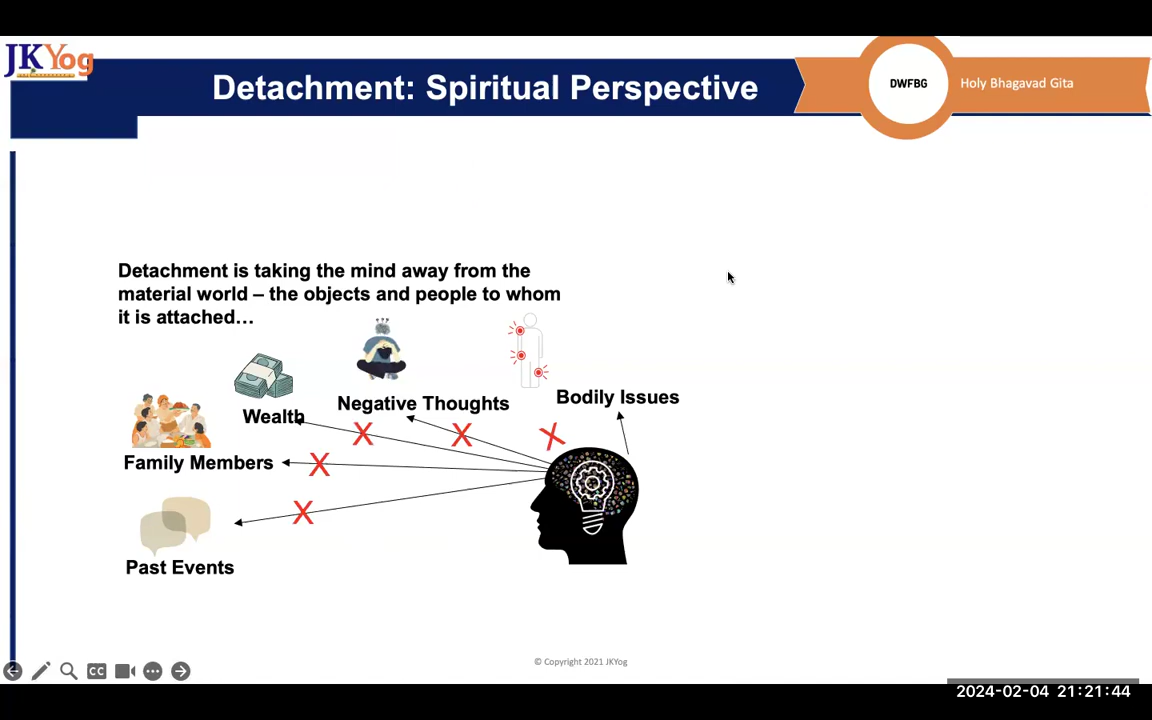 JKYog
Detachment: Spiritual Perspective
DWFBG
Holy Bhagavad Gita
Detachment is taking the mind away from the
material world – the objects and people to whom
it is attached…
Wealth
Negative Thoughts
Bodily Issues
X
X
X
Family Members
X
X
Past Events
© Copyright 2021 JKYog
CC
2024-02-04 21:21:44